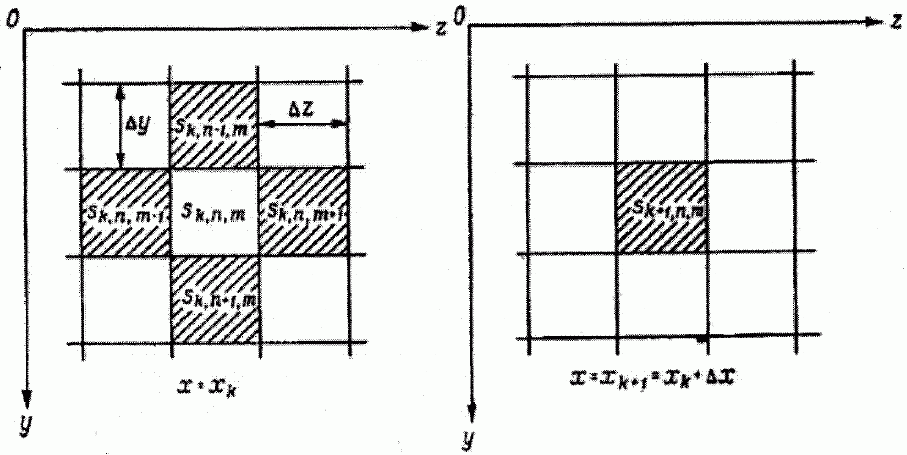 0 z
Δy
S_{k,n-1,m}
Δz
S_{k,n,m-1} S_{k,n,m} S_{k,n,m+1}
S_{k,n+1,m}
x = x_k
y
0 z
S_{k+1,n,m}
x=x_{k+1}=x_k+Δx
y